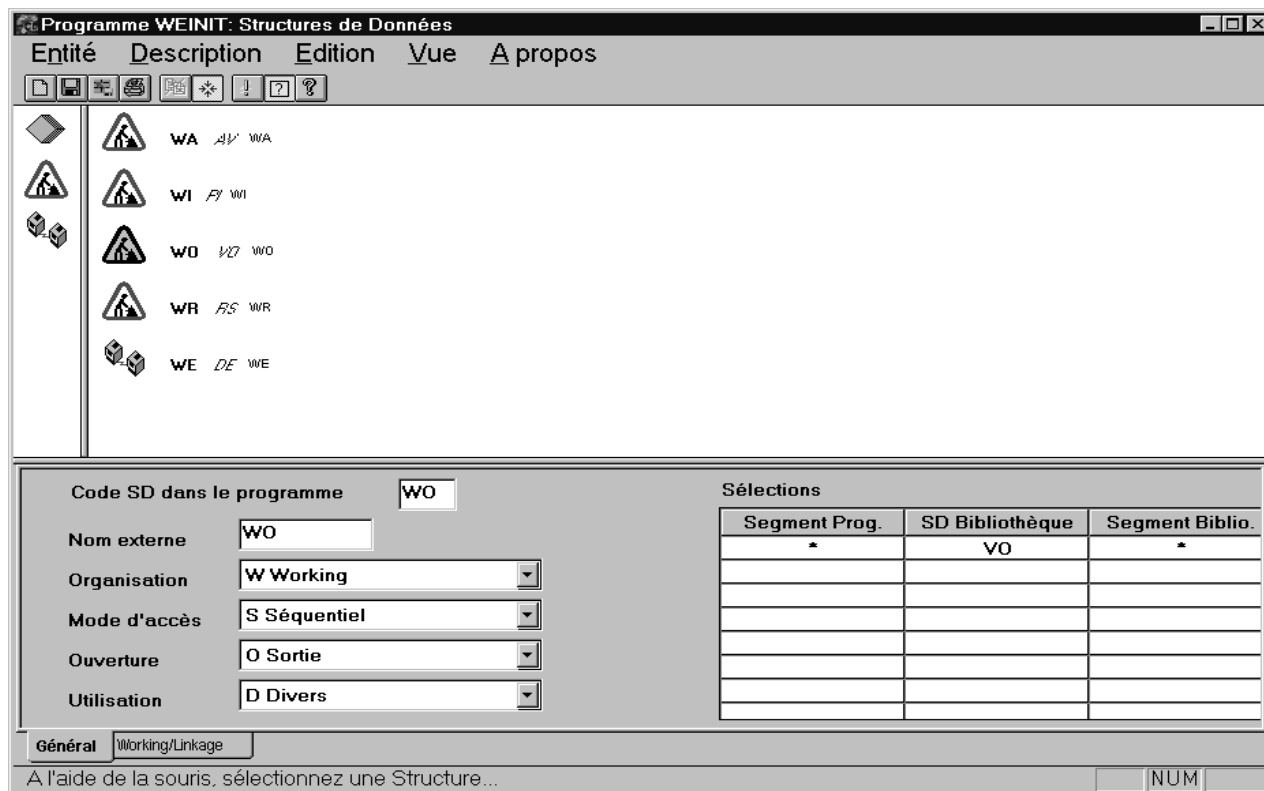 Programme WEINIT: Structures de Données
Entité Description Edition Vue A propos
WA AV WA
WI FI WI
WO VO WO
WR RS WR
WE DE WE
Code SD dans le programme WO
Nom externe WO
Organisation W Working
Mode d'accès S Séquentiel
Ouverture O Sortie
Utilisation D Divers
Sélections
Segment Prog. SD Bibliothèque Segment Biblio.
* VO *
Général Working/Linkage
A l'aide de la souris, sélectionnez une Structure...
NUM